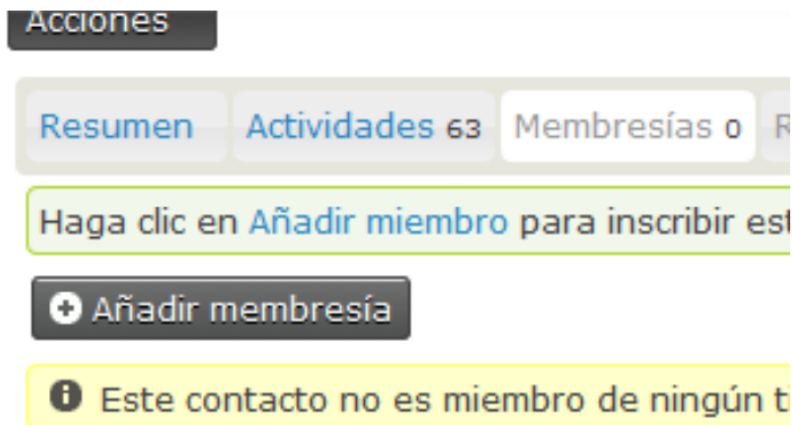 Acciones
Resumen Actividades 63 Membresías 0
Haga clic en Añadir miembro para inscribir
Añadir membresía
Este contacto no es miembro de ningún